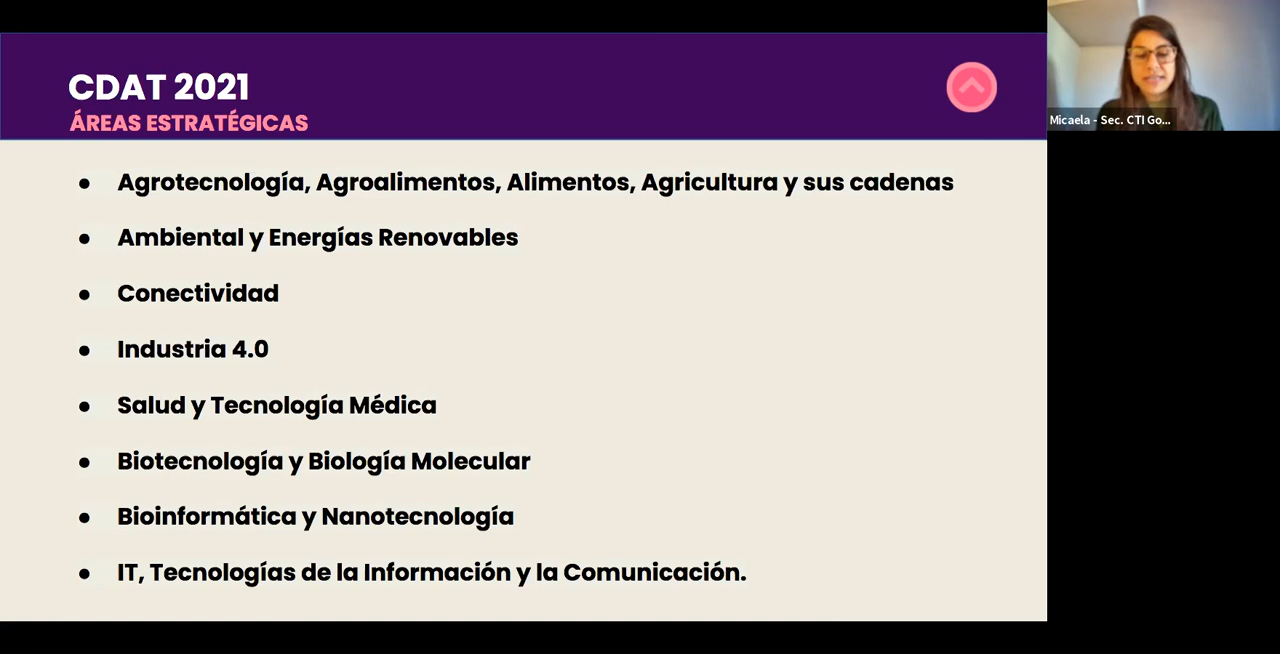 CDAT 2021
ÁREAS ESTRATÉGICAS
● Agrotecnología, Agroalimentos, Alimentos, Agricultura y sus cadenas
● Ambiental y Energías Renovables
● Conectividad
● Industria 4.0
● Salud y Tecnología Médica
● Biotecnología y Biología Molecular
● Bioinformática y Nanotecnología
● IT, Tecnologías de la Información y la Comunicación.
Micaela - Sec. CTI Go...